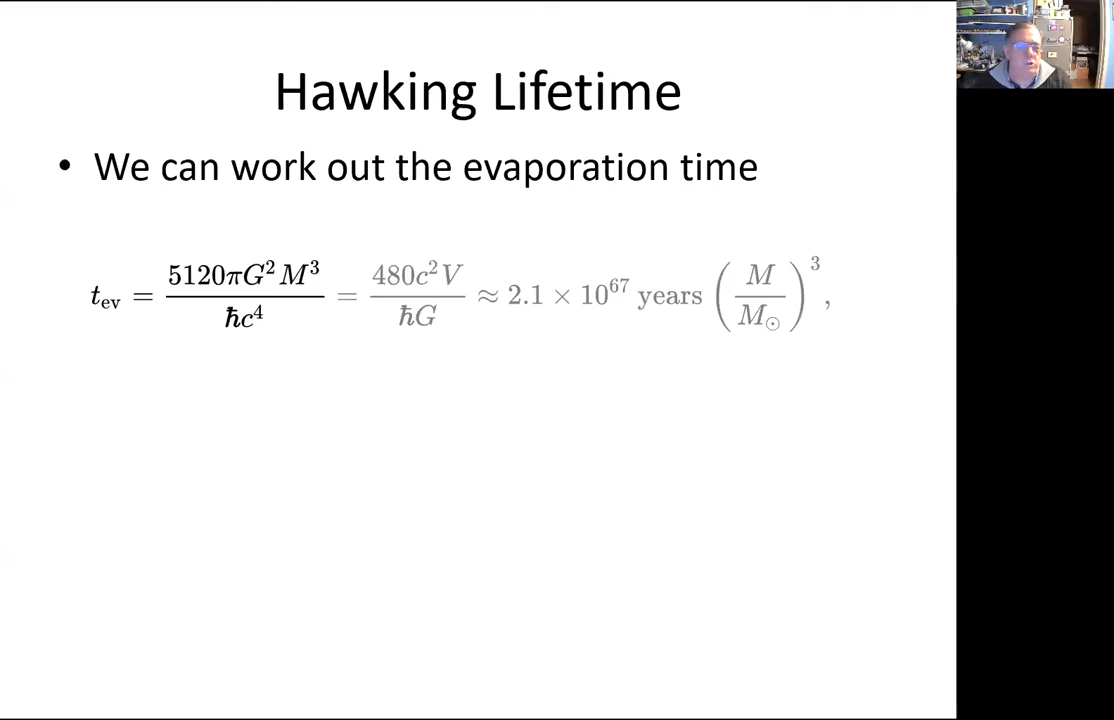 Hawking Lifetime
• We can work out the evaporation time
t_ev = 5120πG²M³ / ħc⁴ = 480c²V / ħG ≈ 2.1 × 10⁶⁷ years (M / M☉)³,